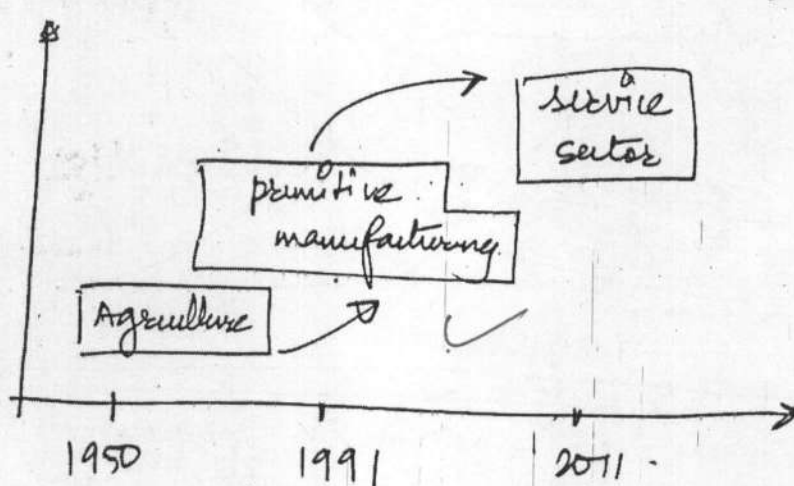 service
sector
primitive
manufacturing
Agriculture
1950
1991
2011.